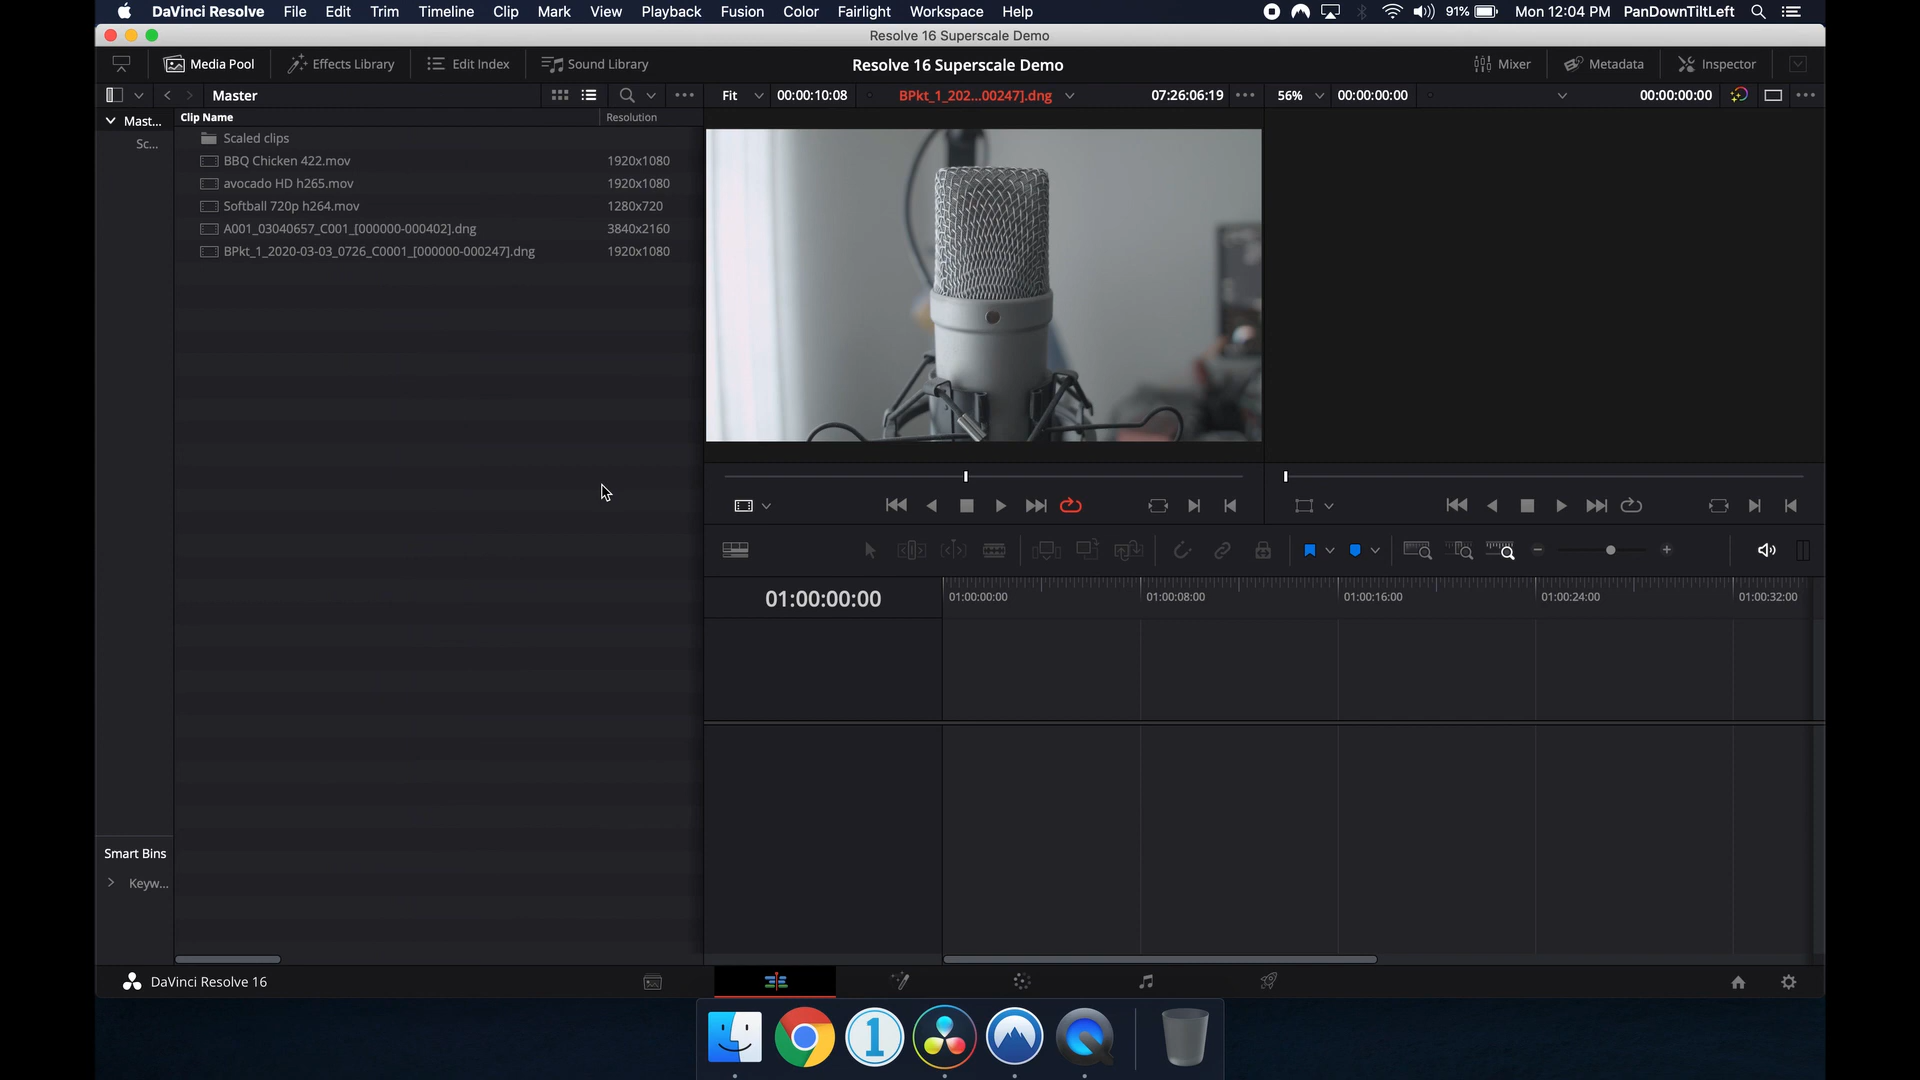 DaVinci Resolve File Edit Trim Timeline Clip Mark View Playback Fusion Color Fairlight Workspace Help 91% Mon 12:04 PM PanDownTiltLeft
Resolve 16 Superscale Demo
Media Pool Effects Library Edit Index Sound Library Resolve 16 Superscale Demo Mixer Metadata Inspector
Master Fit 00:00:10:08 BPkt_1_202...00247].dng 07:26:06:19 56% 00:00:00:00 00:00:00:00
Mast... Clip Name Resolution
Sc... Scaled clips
BBQ Chicken 422.mov 1920x1080
avocado HD h265.mov 1920x1080
Softball 720p h264.mov 1280x720
A001_03040657_C001_[000000-000402].dng 3840x2160
BPkt_1_2020-03-03_0726_C0001_[000000-000247].dng 1920x1080
01:00:00:00 01:00:00:00 01:00:08:00 01:00:16:00 01:00:24:00 01:00:32:00
Smart Bins
Keyw...
DaVinci Resolve 16
1